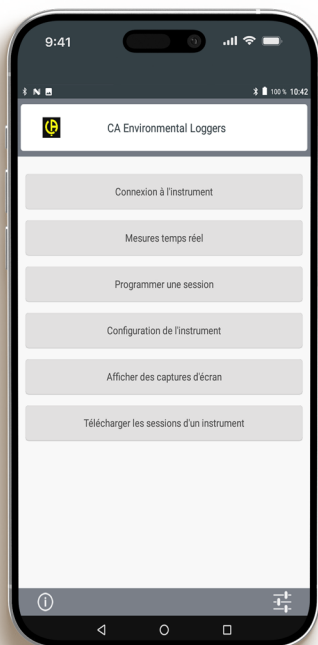 9:41
100 % 10:42
CA Environmental Loggers
Connexion à l'instrument
Mesures temps réel
Programmer une session
Configuration de l'instrument
Afficher des captures d'écran
Télécharger les sessions d'un instrument